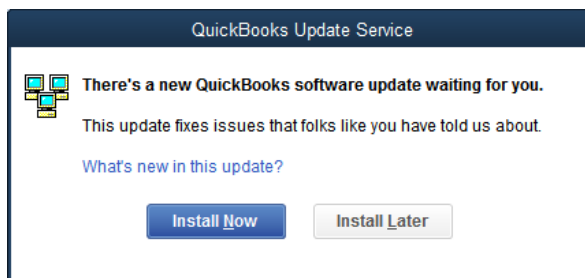 QuickBooks Update Service
There's a new QuickBooks software update waiting for you.
This update fixes issues that folks like you have told us about.
What's new in this update?
Install Now
Install Later